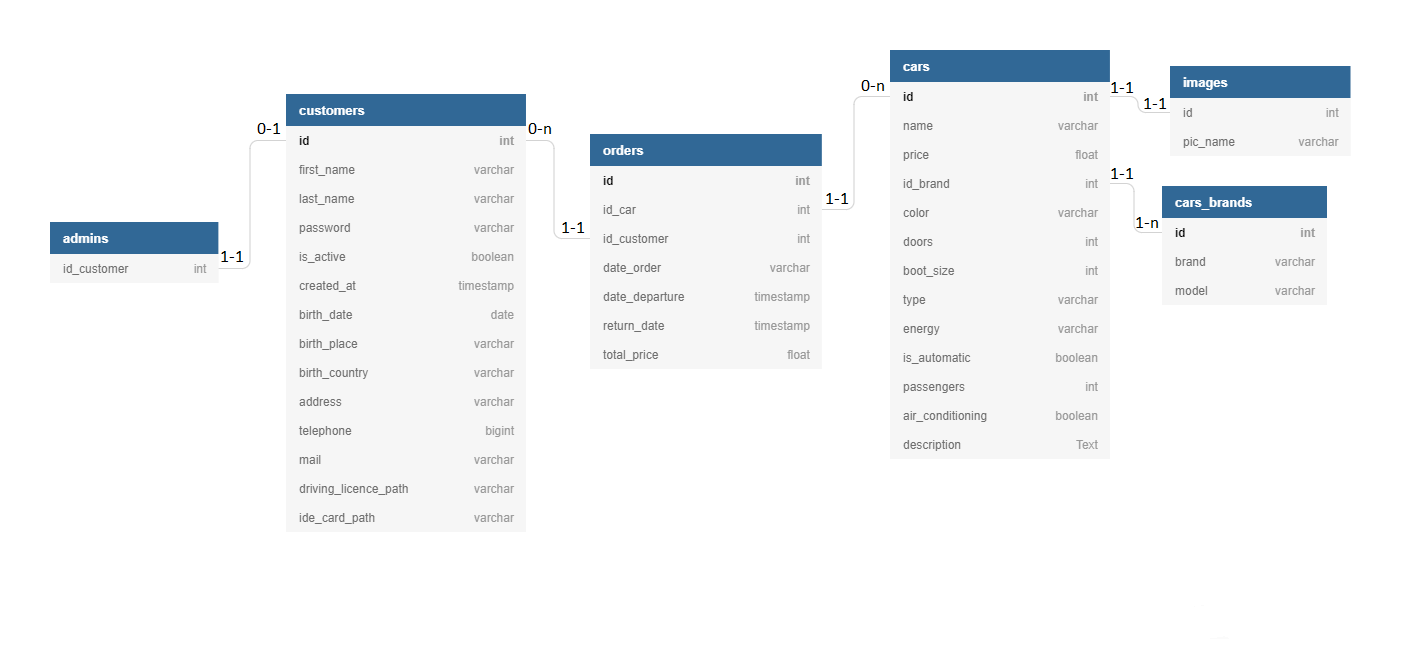 admins
id_customer int
1-1
0-1
customers
id int
first_name varchar
last_name varchar
password varchar
is_active boolean
created_at timestamp
birth_date date
birth_place varchar
birth_country varchar
address varchar
telephone bigint
mail varchar
driving_licence_path varchar
ide_card_path varchar
0-n
1-1
orders
id int
id_car int
id_customer int
date_order varchar
date_departure timestamp
return_date timestamp
total_price float
1-1
0-n
cars
id int
name varchar
price float
id_brand int
color varchar
doors int
boot_size int
type varchar
energy varchar
is_automatic boolean
passengers int
air_conditioning boolean
description Text
1-1
1-1
images
id int
pic_name varchar
1-1
1-n
cars_brands
id int
brand varchar
model varchar